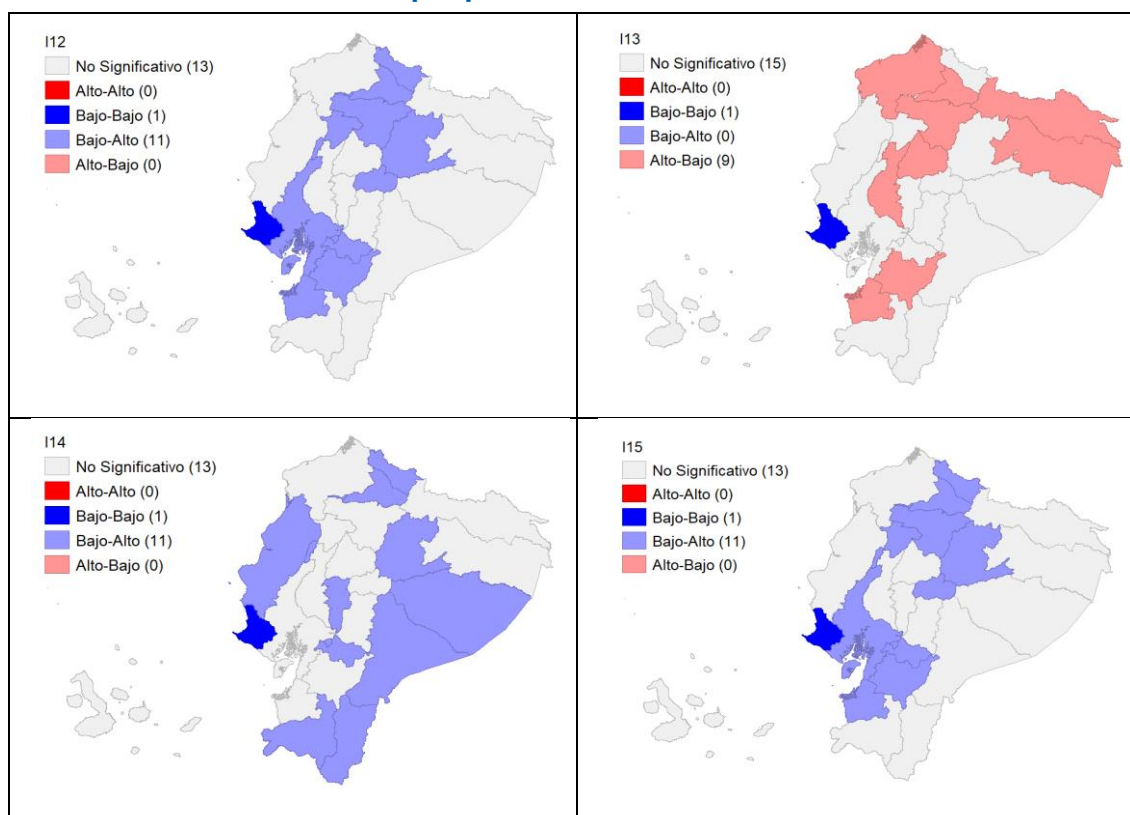 I12
No Significativo (13)
Alto-Alto (0)
Bajo-Bajo (1)
Bajo-Alto (11)
Alto-Bajo (0)
I13
No Significativo (15)
Alto-Alto (0)
Bajo-Bajo (1)
Bajo-Alto (0)
Alto-Bajo (9)
I14
No Significativo (13)
Alto-Alto (0)
Bajo-Bajo (1)
Bajo-Alto (11)
Alto-Bajo (0)
I15
No Significativo (13)
Alto-Alto (0)
Bajo-Bajo (1)
Bajo-Alto (11)
Alto-Bajo (0)